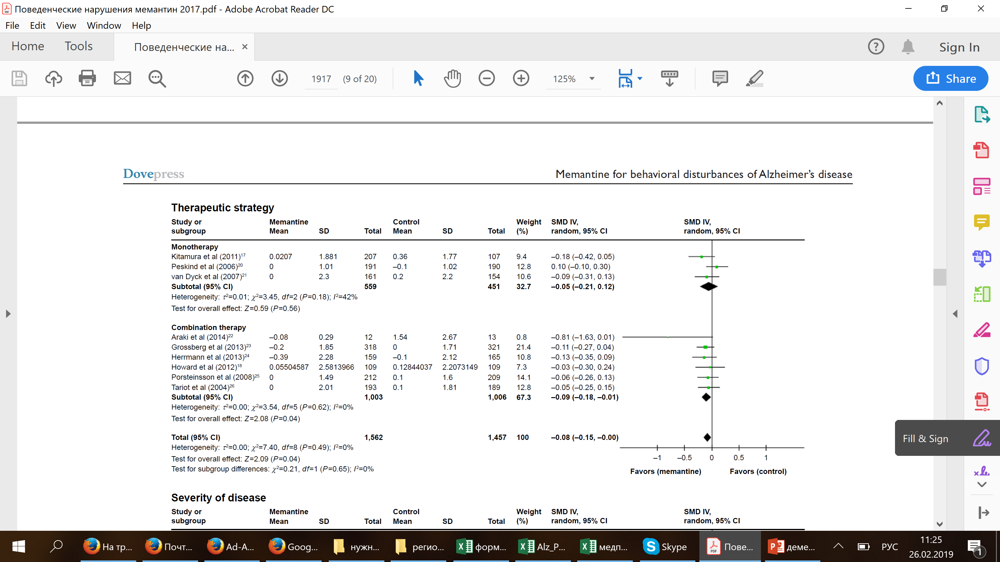 Поведенческие нарушения мемантин 2017.pdf - Adobe Acrobat Reader DC
File Edit View Window Help
Home Tools Поведенческие на... × Sign In
1917 (9 of 20) 125% Share
Dovepress Memantine for behavioral disturbances of Alzheimer's disease
Therapeutic strategy
Study or Memantine Control Weight SMD IV, SMD IV,
subgroup Mean SD Total Mean SD Total (%) random, 95% CI random, 95% CI
Monotherapy
Kitamura et al (2011)¹⁷ 0.0207 1.881 207 0.36 1.77 107 9.4 –0.18 (–0.42, 0.05)
Peskind et al (2006)²⁰ 0 1.01 191 –0.1 1.02 190 12.8 0.10 (–0.10, 0.30)
van Dyck et al (2007)²¹ 0 2.3 161 0.2 2.2 154 10.6 –0.09 (–0.31, 0.13)
Subtotal (95% CI) 559 451 32.7 –0.05 (–0.21, 0.12)
Heterogeneity: τ²=0.01; χ²=3.45, df=2 (P=0.18); I²=42%
Test for overall effect: Z=0.59 (P=0.56)
Combination therapy
Araki et al (2014)²² –0.08 0.29 12 1.54 2.67 13 0.8 –0.81 (–1.63, 0.01)
Grossberg et al (2013)²³ –0.2 1.85 318 0 1.71 321 21.4 –0.11 (–0.27, 0.04)
Herrmann et al (2013)²⁴ –0.39 2.28 159 –0.1 2.12 165 10.8 –0.13 (–0.35, 0.09)
Howard et al (2012)¹⁸ 0.05504587 2.5813966 109 0.12844037 2.2073149 109 7.3 –0.03 (–0.30, 0.24)
Porsteinsson et al (2008)²⁵ 0 1.49 212 0.1 1.6 209 14.1 –0.06 (–0.26, 0.13)
Tariot et al (2004)²⁶ 0 2.01 193 0.1 1.81 189 12.8 –0.05 (–0.25, 0.15)
Subtotal (95% CI) 1,003 1,006 67.3 –0.09 (–0.18, –0.01)
Heterogeneity: τ²=0.00; χ²=3.54, df=5 (P=0.62); I²=0%
Test for overall effect: Z=2.08 (P=0.04)
Total (95% CI) 1,562 1,457 100 –0.08 (–0.15, –0.00)
Heterogeneity: τ²=0.00; χ²=7.40, df=8 (P=0.49); I²=0%
Test for overall effect: Z=2.09 (P=0.04)
Test for subgroup differences: χ²=0.21, df=1 (P=0.65); I²=0%
–1 –0.5 0 0.5 1
Favors (memantine) Favors (control)
Fill & Sign
Severity of disease
Study or Memantine Control Weight SMD IV, SMD IV,
subgroup Mean SD Total Mean SD Total (%) random, 95% CI random, 95% CI
На тр... Почт... Ad-A... Goog... нужн... регио... форм... Alz_P... медп... Skype Пове... деме... РУС 11:25
26.02.2019 1